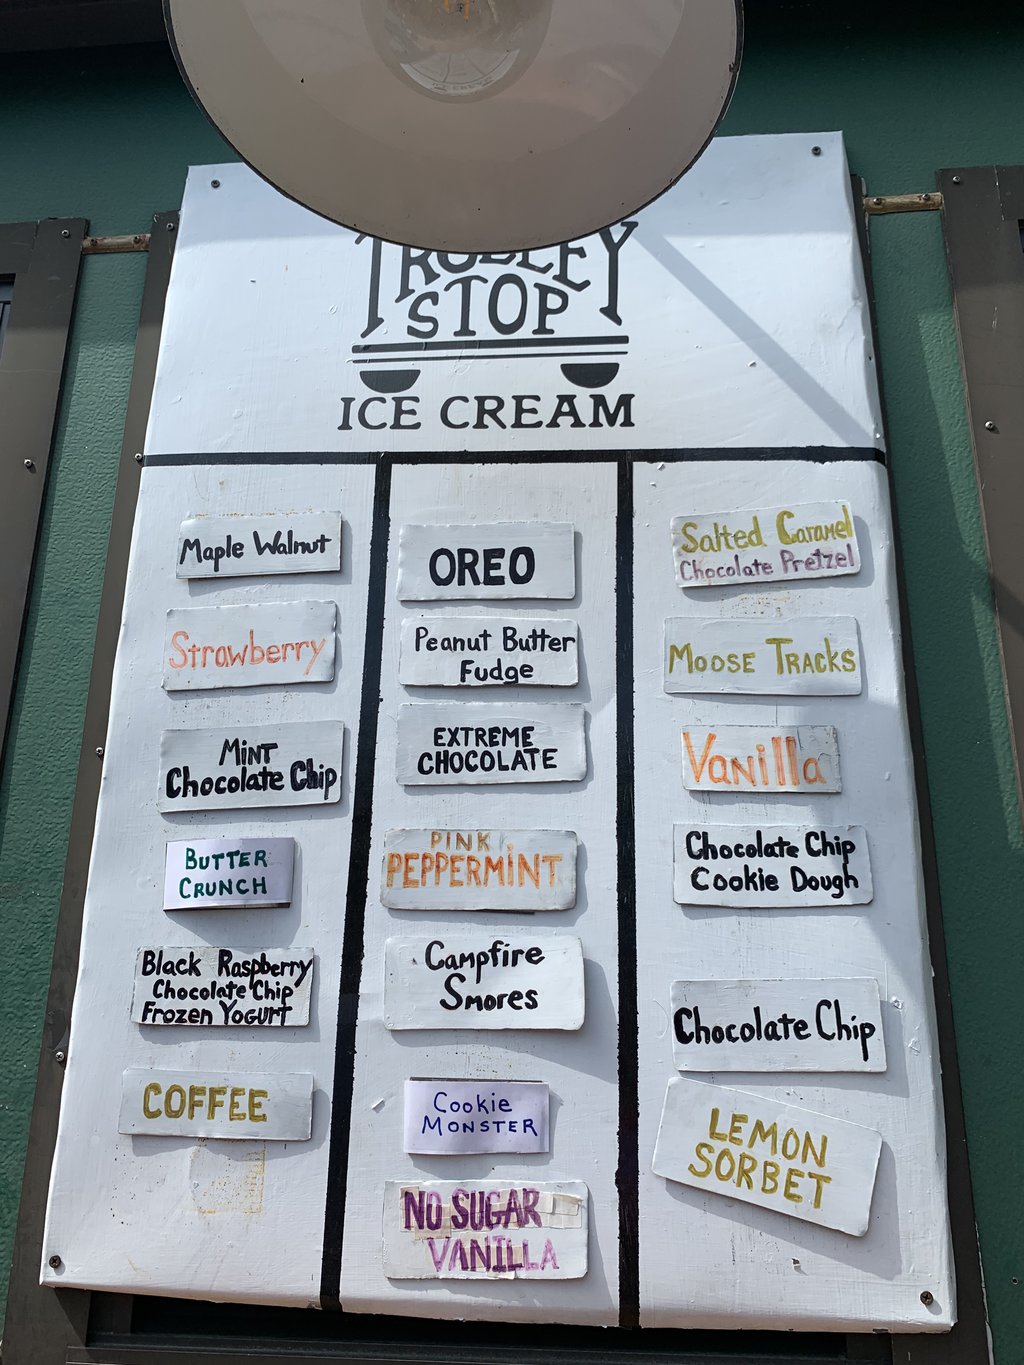 TROLLEY
STOP
ICE CREAM
Maple Walnut
Strawberry
MiNT
Chocolate Chip
BUTTER
CRUNCH
Black Raspberry
Chocolate Chip
Frozen YOGURT
COFFEE
OREO
Peanut Butter
Fudge
EXTREME
CHOCOLATE
PINK
PEPPERMiNT
Campfire
Smores
Cookie
MONSTER
NO SUGAR
VANILLA
Salted Caramel
Chocolate Pretzel
MOOSE TRACKS
Vanilla
Chocolate Chip
Cookie Dough
Chocolate Chip
LEMON
SORBET